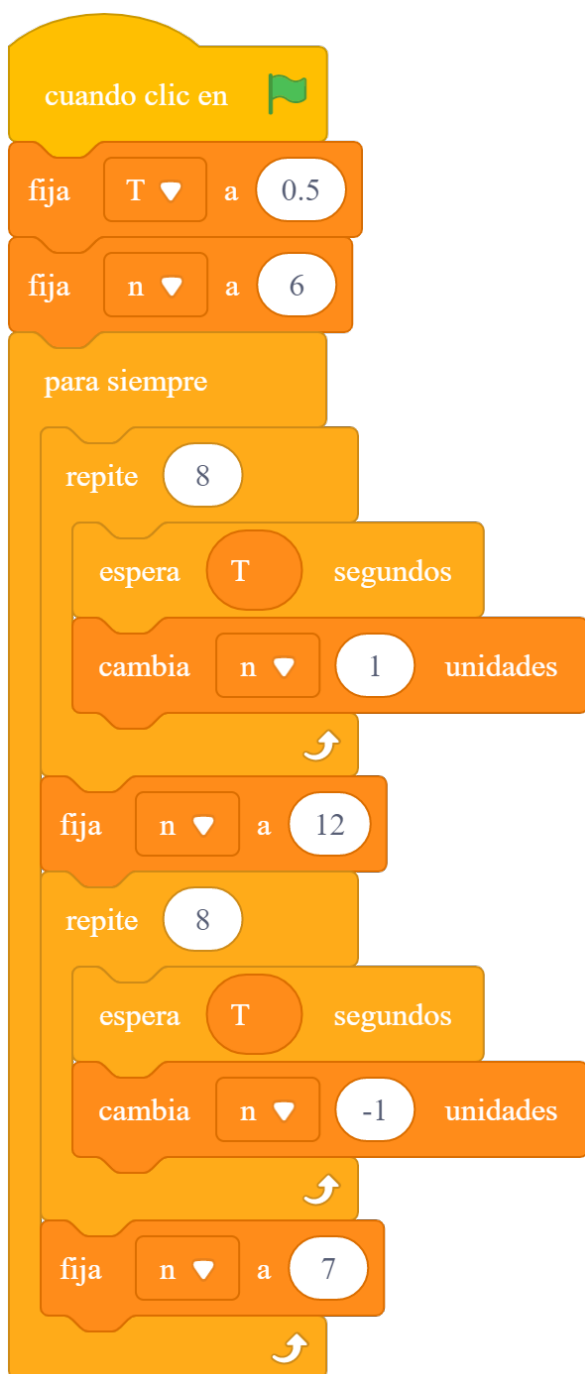 cuando clic en
fija T a 0.5
fija n a 6
para siempre
repite 8
espera T segundos
cambia n 1 unidades
fija n a 12
repite 8
espera T segundos
cambia n -1 unidades
fija n a 7